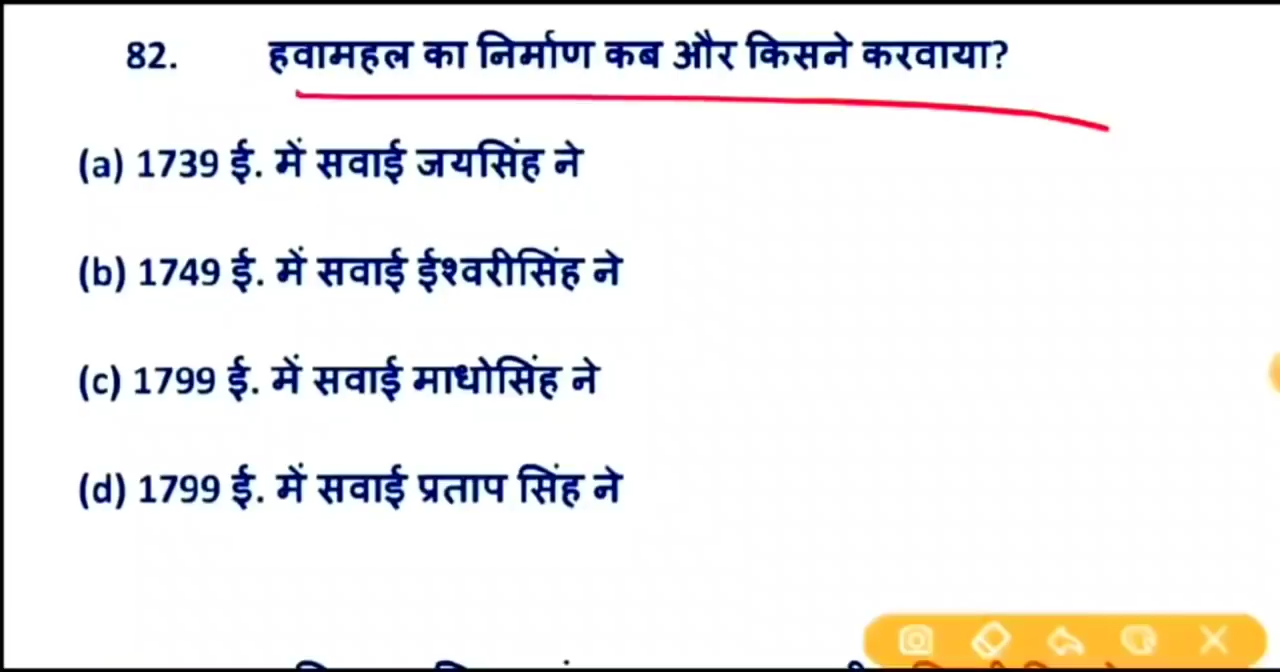 82. हवामहल का निर्माण कब और किसने करवाया?
(a) 1739 ई. में सवाई जयसिंह ने
(b) 1749 ई. में सवाई ईश्वरीसिंह ने
(c) 1799 ई. में सवाई माधोसिंह ने
(d) 1799 ई. में सवाई प्रताप सिंह ने